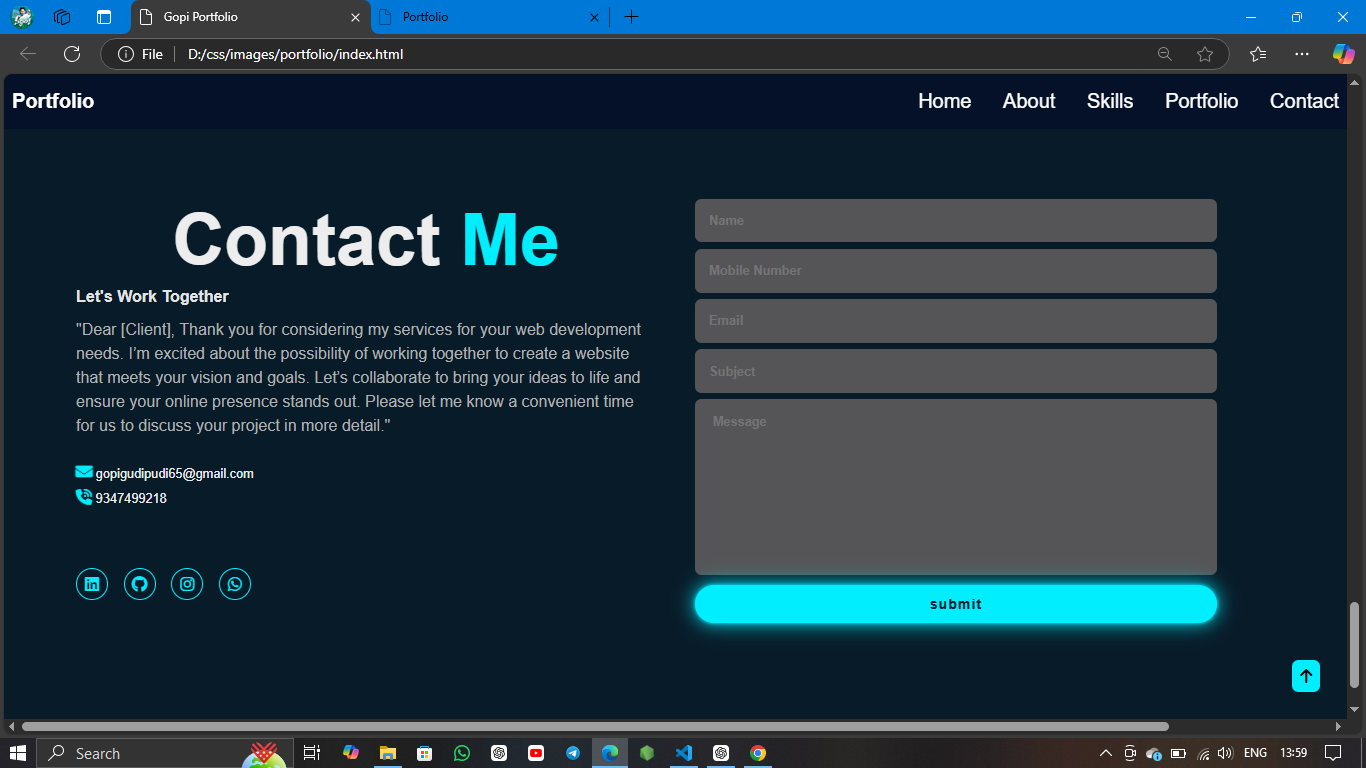 Gopi Portfolio
Portfolio
File
D:/css/images/portfolio/index.html
Portfolio
Home
About
Skills
Portfolio
Contact
Contact Me
Let's Work Together
"Dear [Client], Thank you for considering my services for your web development
needs. I’m excited about the possibility of working together to create a website
that meets your vision and goals. Let’s collaborate to bring your ideas to life and
ensure your online presence stands out. Please let me know a convenient time
for us to discuss your project in more detail."
gopigudipudi65@gmail.com
9347499218
Name
Mobile Number
Email
Subject
Message
submit
Search
ENG
13:59